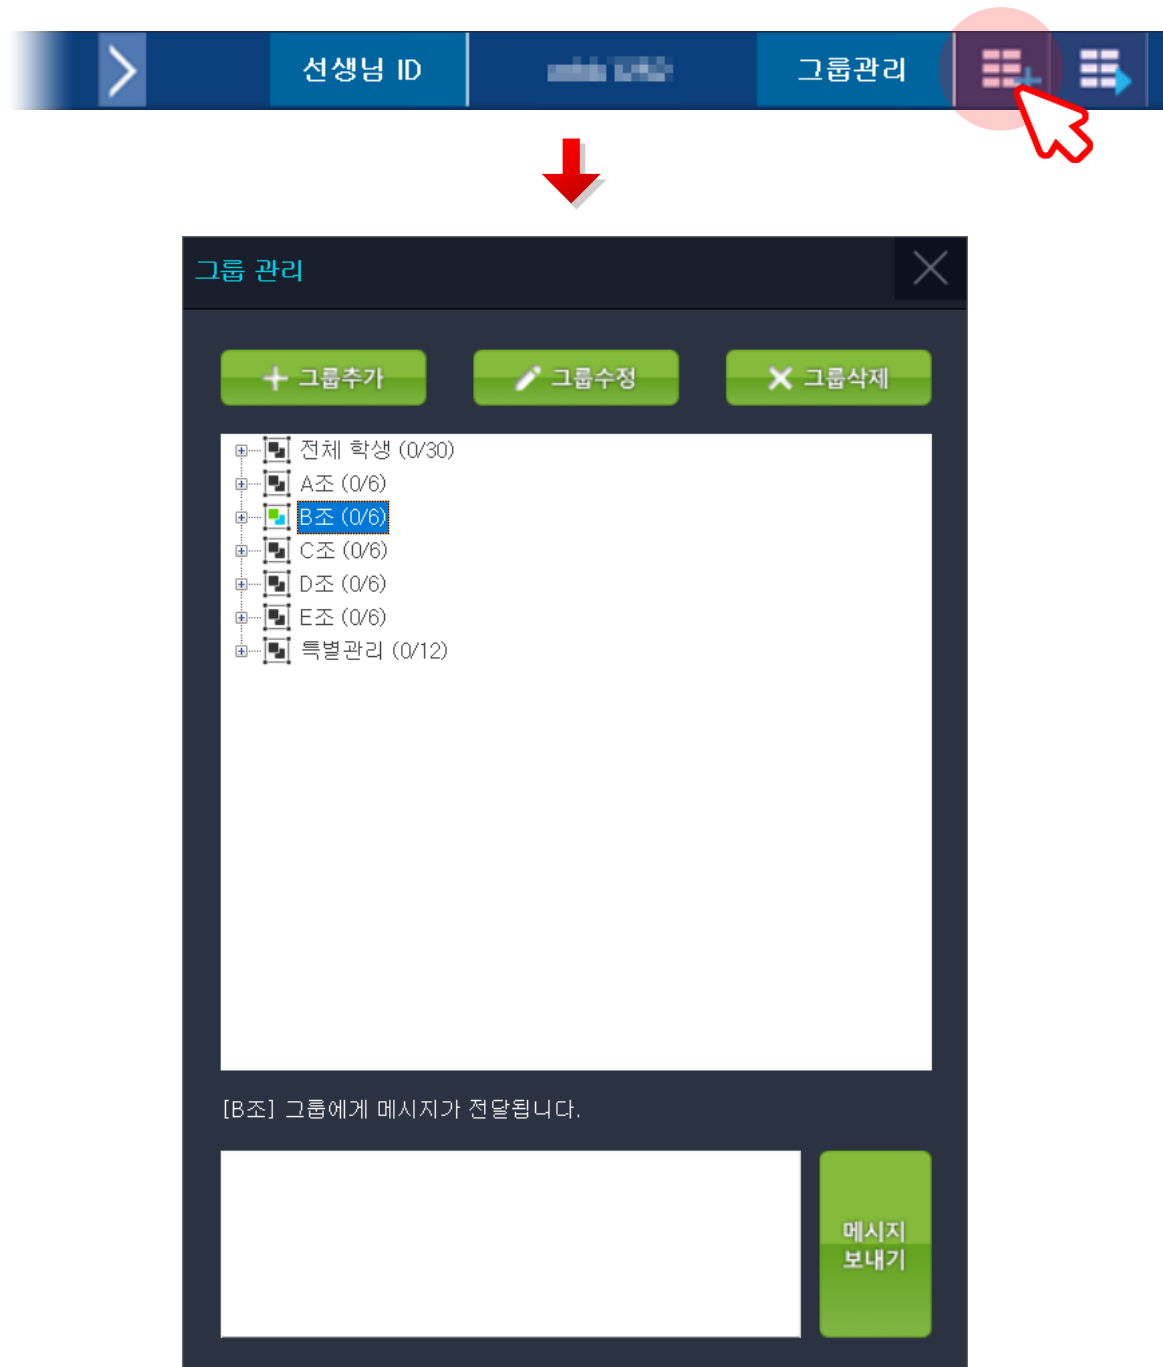 선생님 ID
그룹관리
그룹 관리
그룹추가
그룹수정
그룹삭제
전체 학생 (0/30)
A조 (0/6)
B조 (0/6)
C조 (0/6)
D조 (0/6)
E조 (0/6)
특별관리 (0/12)
[B조] 그룹에게 메시지가 전달됩니다.
메시지
보내기